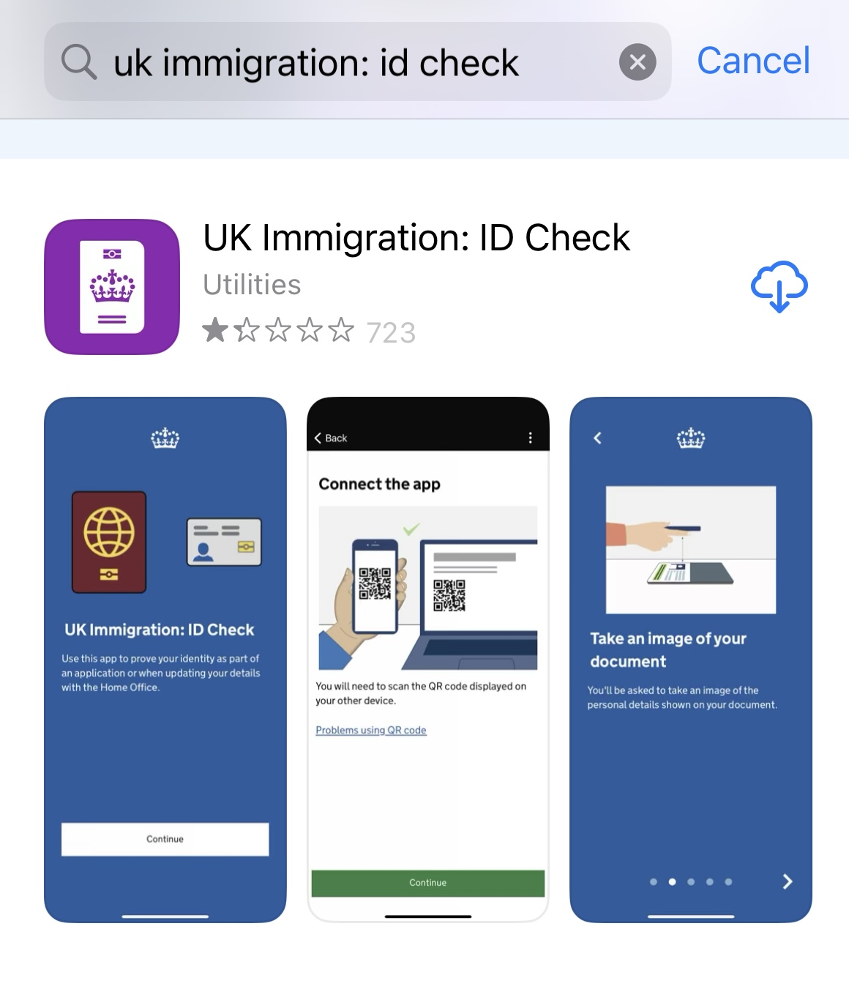 uk immigration: id check
Cancel
UK Immigration: ID Check
Utilities
723
UK Immigration: ID Check
Use this app to prove your identity as part of
an application or when updating your details
with the Home Office.
Continue
Back
Connect the app
You will need to scan the QR code displayed on
your other device.
Problems using QR code
Continue
Take an image of your
document
You'll be asked to take an image of the
personal details shown on your document.